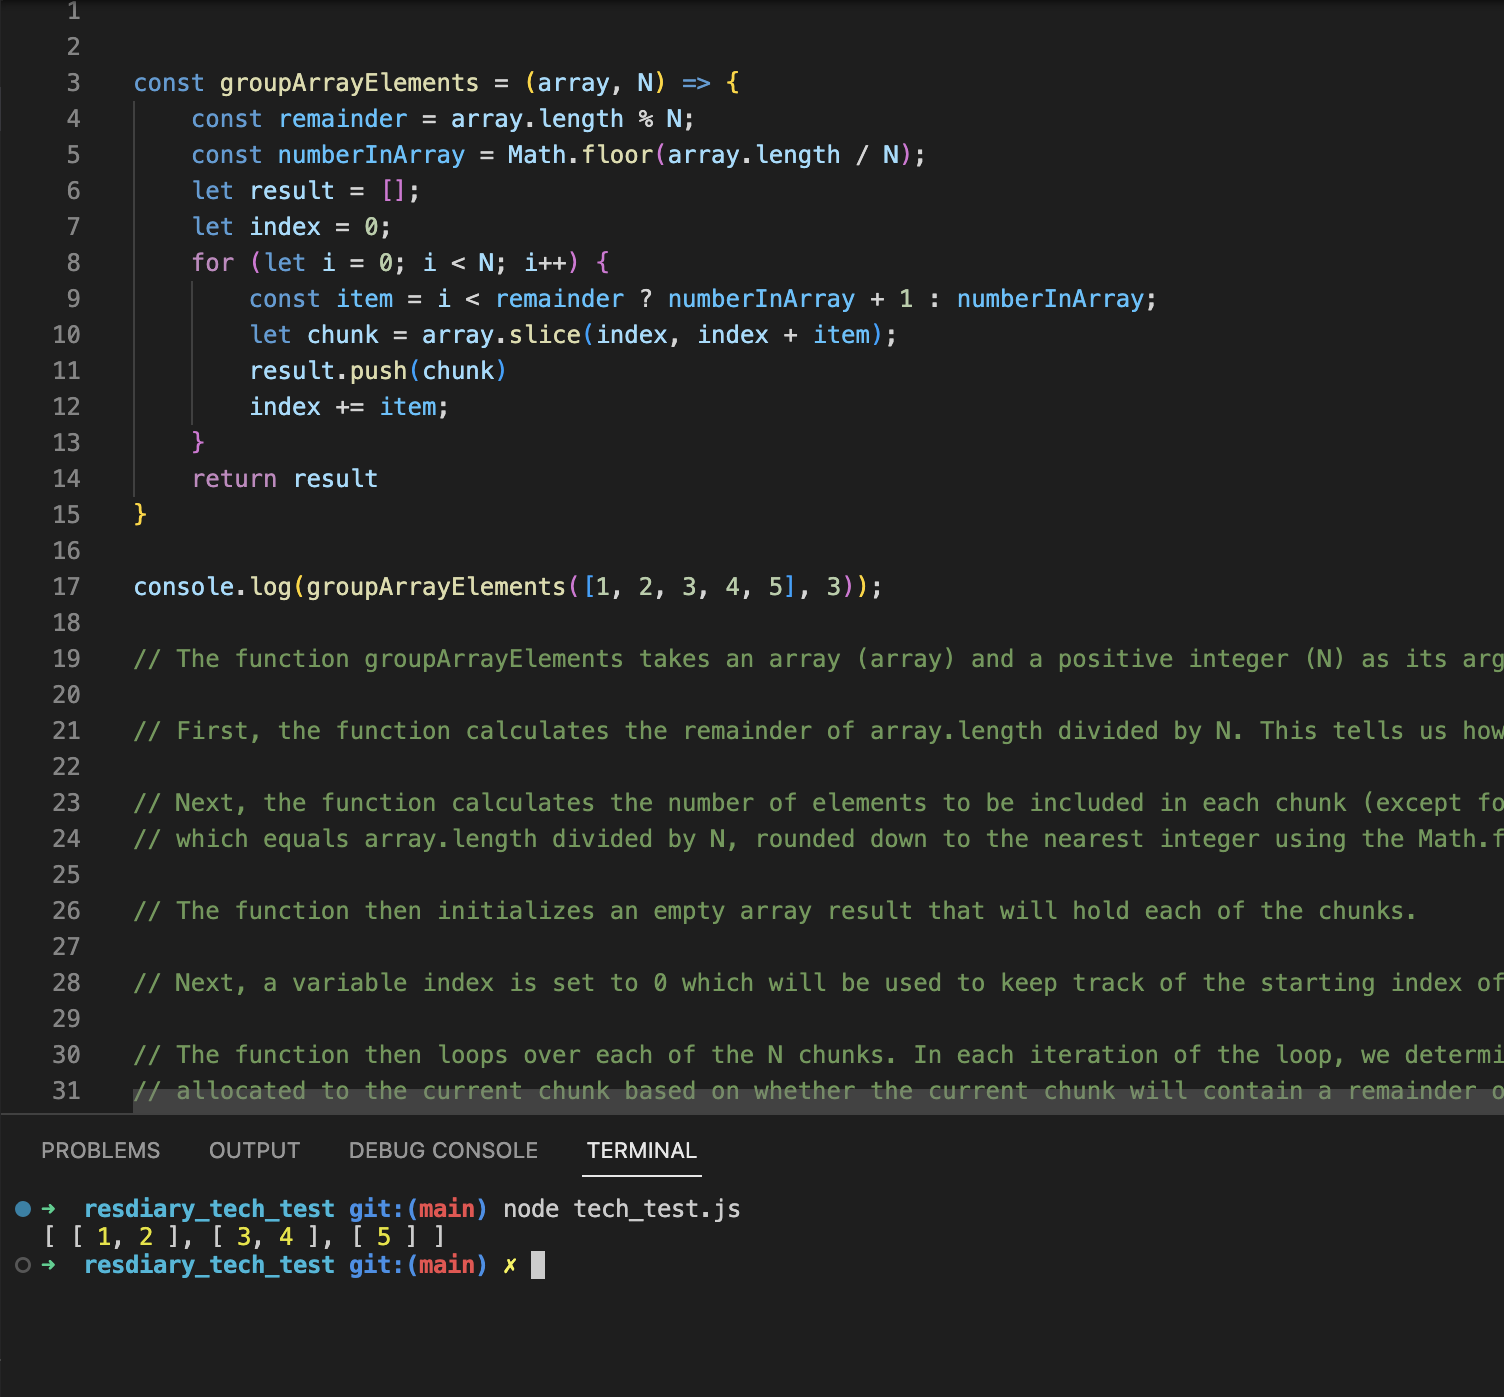 1
2
3 const groupArrayElements = (array, N) => {
4 const remainder = array.length % N;
5 const numberInArray = Math.floor(array.length / N);
6 let result = [];
7 let index = 0;
8 for (let i = 0; i < N; i++) {
9 const item = i < remainder ? numberInArray + 1 : numberInArray;
10 let chunk = array.slice(index, index + item);
11 result.push(chunk)
12 index += item;
13 }
14 return result
15 }
16
17 console.log(groupArrayElements([1, 2, 3, 4, 5], 3));
18
19 // The function groupArrayElements takes an array (array) and a positive integer (N) as its arg
20
21 // First, the function calculates the remainder of array.length divided by N. This tells us how
22
23 // Next, the function calculates the number of elements to be included in each chunk (except fo
24 // which equals array.length divided by N, rounded down to the nearest integer using the Math.f
25
26 // The function then initializes an empty array result that will hold each of the chunks.
27
28 // Next, a variable index is set to 0 which will be used to keep track of the starting index of
29
30 // The function then loops over each of the N chunks. In each iteration of the loop, we determi
31 // allocated to the current chunk based on whether the current chunk will contain a remainder o
PROBLEMS OUTPUT DEBUG CONSOLE TERMINAL
➜ resdiary_tech_test git:(main) node tech_test.js
[ [ 1, 2 ], [ 3, 4 ], [ 5 ] ]
➜ resdiary_tech_test git:(main) ✗